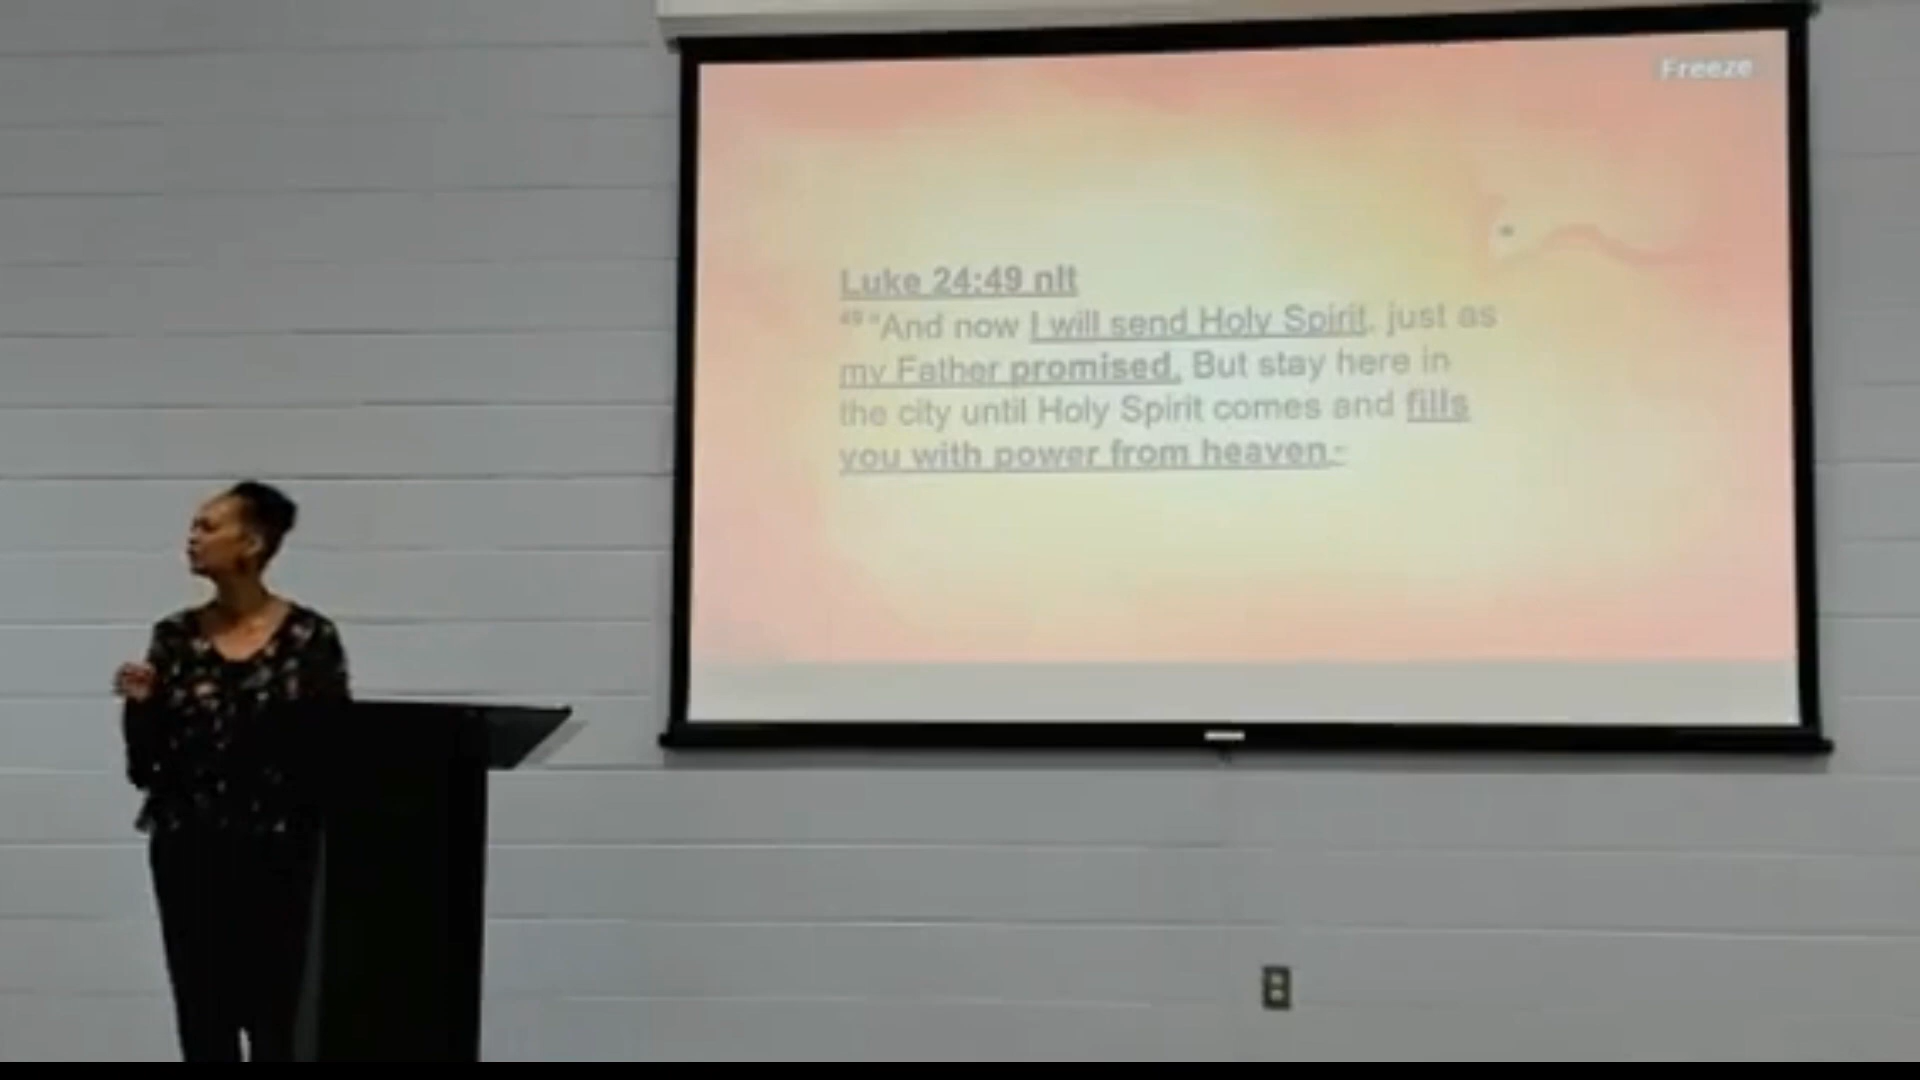 Freeze
Luke 24:49 nlt
49 "And now I will send Holy Spirit, just as
my Father promised. But stay here in
the city until Holy Spirit comes and fills
you with power from heaven."